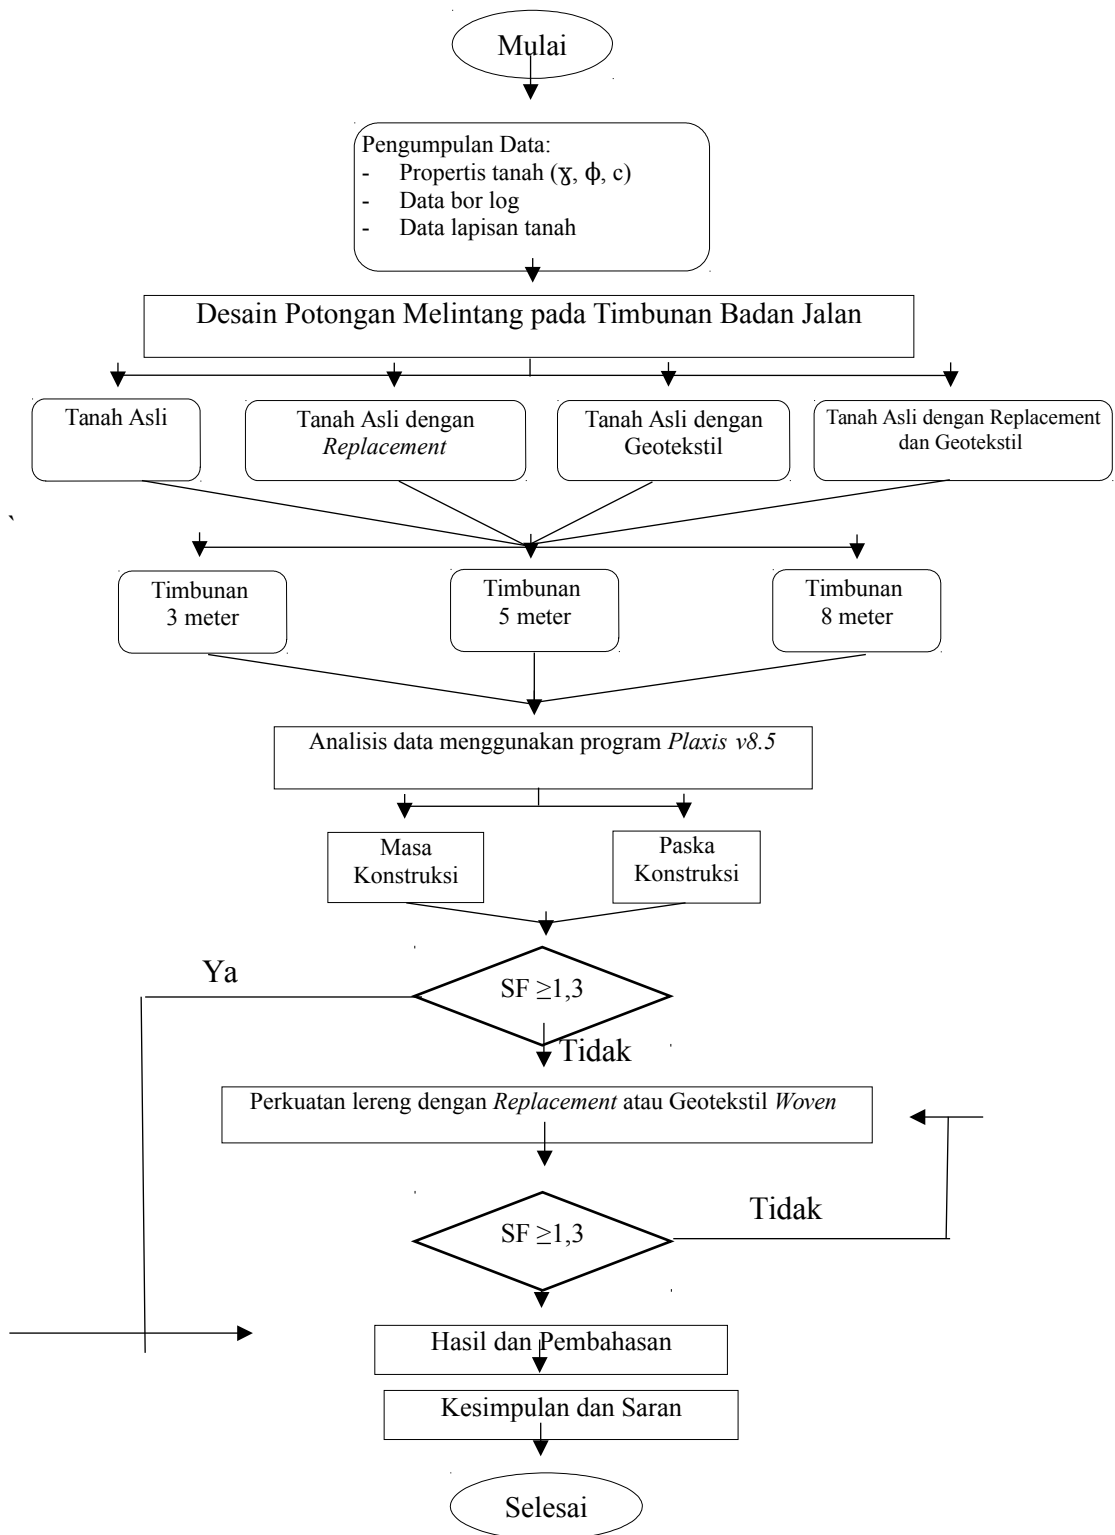 Mulai
Pengumpulan Data:
- Propertis tanah (ɣ, ϕ, c)
- Data bor log
- Data lapisan tanah
Desain Potongan Melintang pada Timbunan Badan Jalan
Tanah Asli
Tanah Asli dengan
Replacement
Tanah Asli dengan
Geotekstil
Tanah Asli dengan Replacement
dan Geotekstil
`
Timbunan
3 meter
Timbunan
5 meter
Timbunan
8 meter
Analisis data menggunakan program Plaxis v8.5
Masa
Konstruksi
Paska
Konstruksi
Ya
SF ≥1,3
Tidak
Perkuatan lereng dengan Replacement atau Geotekstil Woven
SF ≥1,3
Tidak
Hasil dan Pembahasan
Kesimpulan dan Saran
Selesai